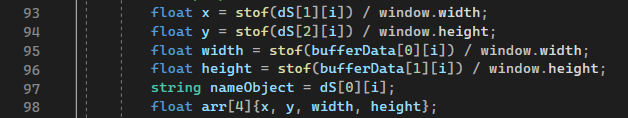 93 float x = stof(dS[1][i]) / window.width;
94 float y = stof(dS[2][i]) / window.height;
95 float width = stof(bufferData[0][i]) / window.width;
96 float height = stof(bufferData[1][i]) / window.height;
97 string nameObject = dS[0][i];
98 float arr[4]{x, y, width, height};